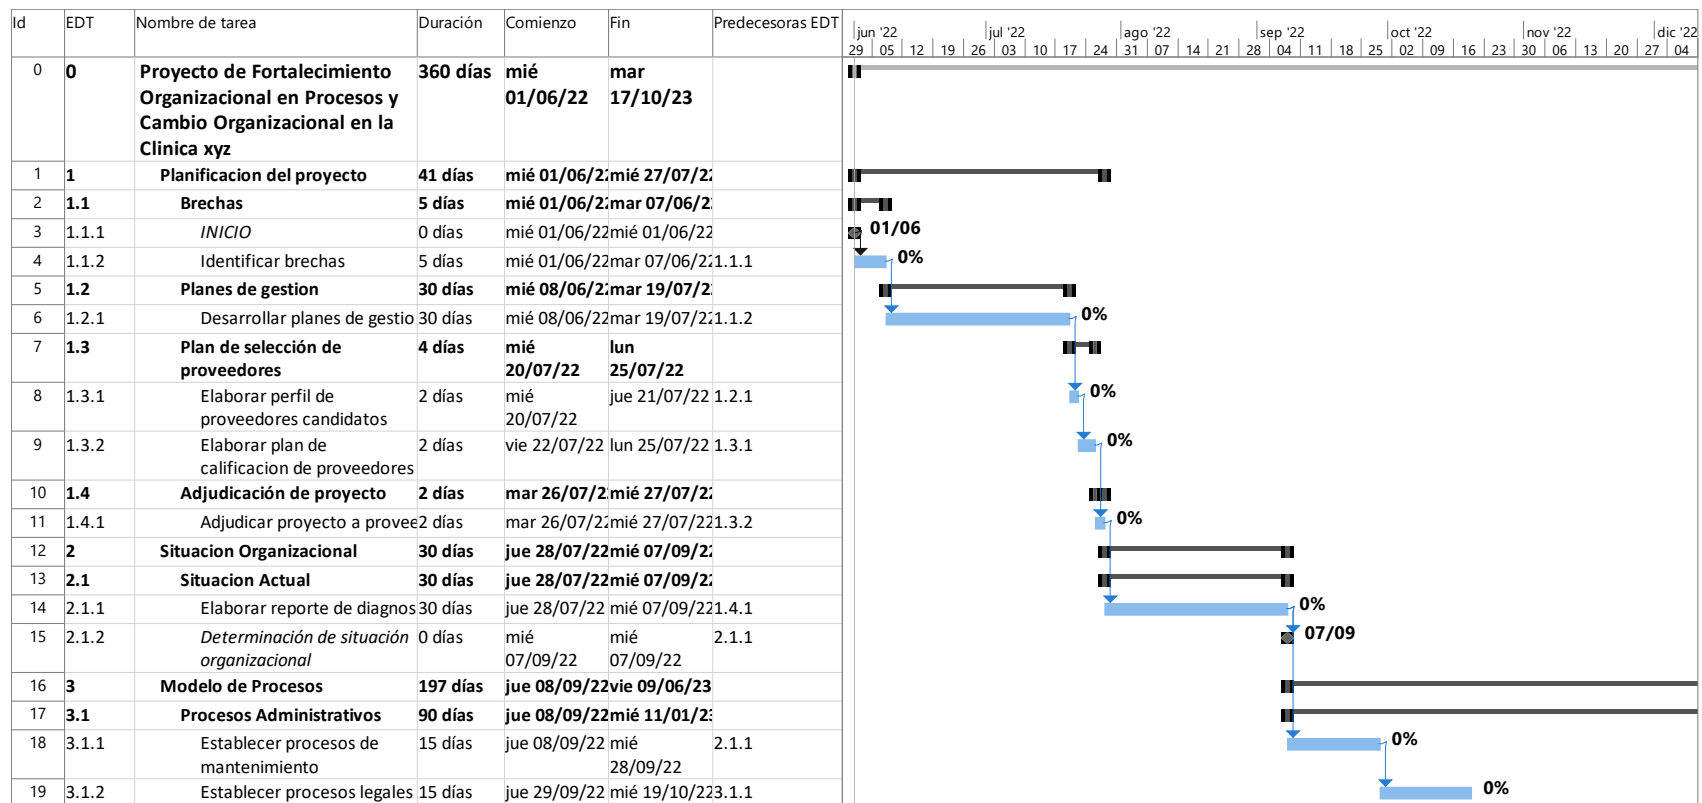 Id EDT Nombre de tarea Duración Comienzo Fin Predecesoras EDT
jun '22 jul '22 ago '22 sep '22 oct '22 nov '22 dic '22
29 05 12 19 26 03 10 17 24 31 07 14 21 28 04 11 18 25 02 09 16 23 30 06 13 20 27 04
0 0 Proyecto de Fortalecimiento 360 días mié mar
Organizacional en Procesos y 01/06/22 17/10/23
Cambio Organizacional en la
Clinica xyz
1 1 Planificacion del proyecto 41 días mié 01/06/22 mié 27/07/22
2 1.1 Brechas 5 días mié 01/06/22 mar 07/06/2
3 1.1.1 INICIO 0 días mié 01/06/22 mié 01/06/22 01/06
4 1.1.2 Identificar brechas 5 días mié 01/06/22 mar 07/06/22 1.1.1 0%
5 1.2 Planes de gestion 30 días mié 08/06/22 mar 19/07/2
6 1.2.1 Desarrollar planes de gestio 30 días mié 08/06/22 mar 19/07/22 1.1.2 0%
7 1.3 Plan de selección de 4 días mié lun
proveedores 20/07/22 25/07/22
8 1.3.1 Elaborar perfil de 2 días mié jue 21/07/22 1.2.1 0%
proveedores candidatos 20/07/22
9 1.3.2 Elaborar plan de 2 días vie 22/07/22 lun 25/07/22 1.3.1 0%
calificacion de proveedores
10 1.4 Adjudicación de proyecto 2 días mar 26/07/2 mié 27/07/22
11 1.4.1 Adjudicar proyecto a provee 2 días mar 26/07/22 mié 27/07/22 1.3.2 0%
12 2 Situacion Organizacional 30 días jue 28/07/22 mié 07/09/22
13 2.1 Situacion Actual 30 días jue 28/07/22 mié 07/09/22
14 2.1.1 Elaborar reporte de diagnos 30 días jue 28/07/22 mié 07/09/22 1.4.1 0%
15 2.1.2 Determinación de situación 0 días mié mié 2.1.1 07/09
organizacional 07/09/22 07/09/22
16 3 Modelo de Procesos 197 días jue 08/09/22 vie 09/06/23
17 3.1 Procesos Administrativos 90 días jue 08/09/22 mié 11/01/23
18 3.1.1 Establecer procesos de 15 días jue 08/09/22 mié 2.1.1 0%
mantenimiento 28/09/22
19 3.1.2 Establecer procesos legales 15 días jue 29/09/22 mié 19/10/22 3.1.1 0%